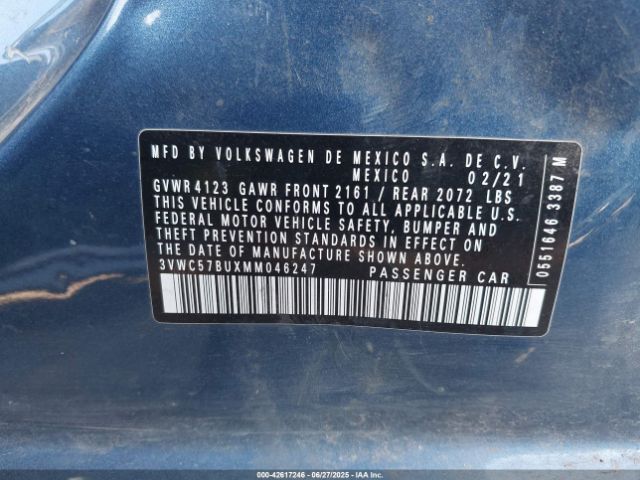 MFD BY VOLKSWAGEN DE MEXICO S.A. DE C.V.
MEXICO 02/21
GVWR 4123 GAWR FRONT 2161 / REAR 2072 LBS
THIS VEHICLE CONFORMS TO ALL APPLICABLE U.S.
FEDERAL MOTOR VEHICLE SAFETY, BUMPER AND
THEFT PREVENTION STANDARDS IN EFFECT ON
THE DATE OF MANUFACTURE SHOWN ABOVE.
3VWC57BUXMM046247 PASSENGER CAR
0551646 3387 M
000-42617246 - 06/27/2025 - IAAI.COM